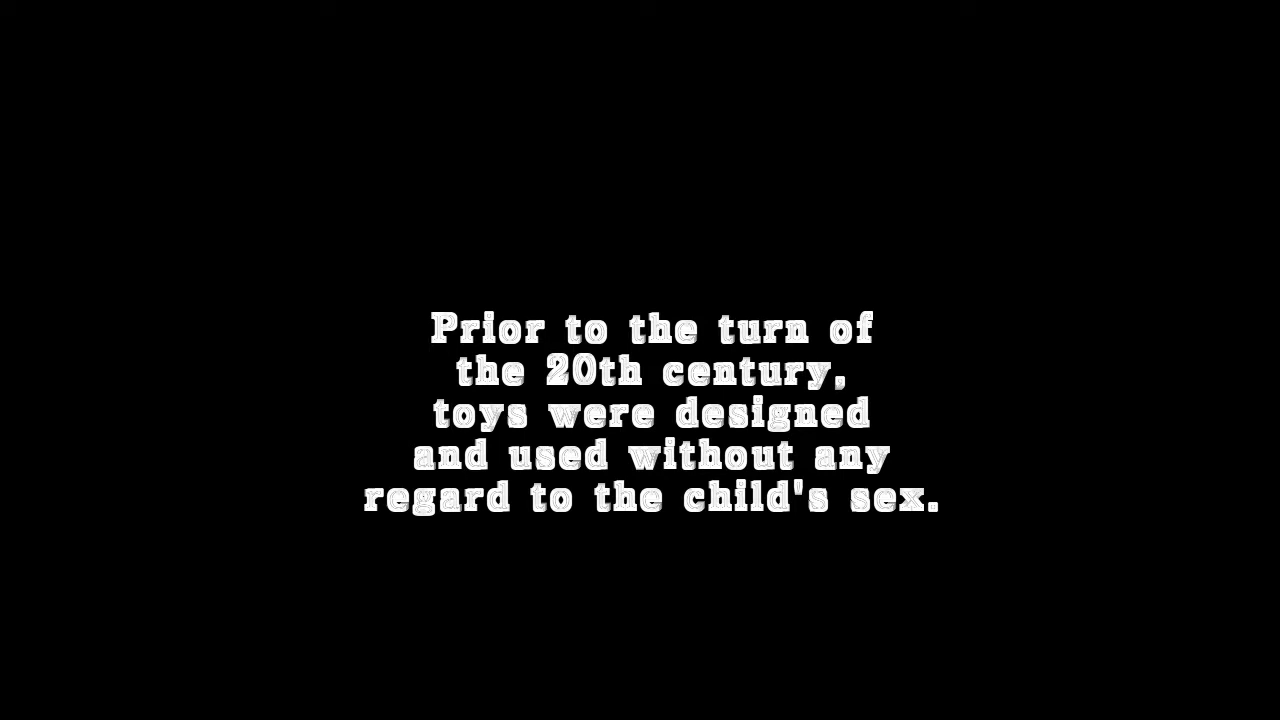 Prior to the turn of
the 20th century,
toys were designed
and used without any
regard to the child's sex.